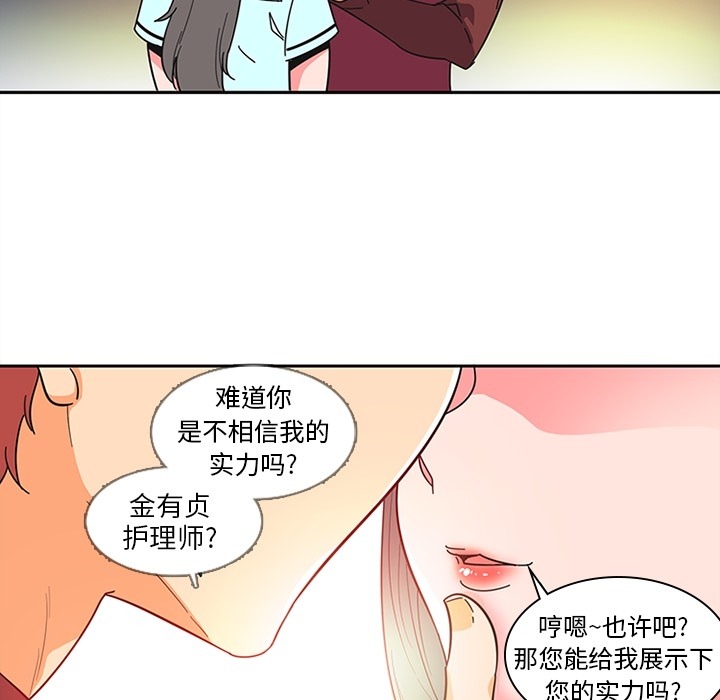 难道你
是不相信我的
实力吗?
金有贞
护理师?
哼嗯~也许吧?
那您能给我展示下
您的实力吗?